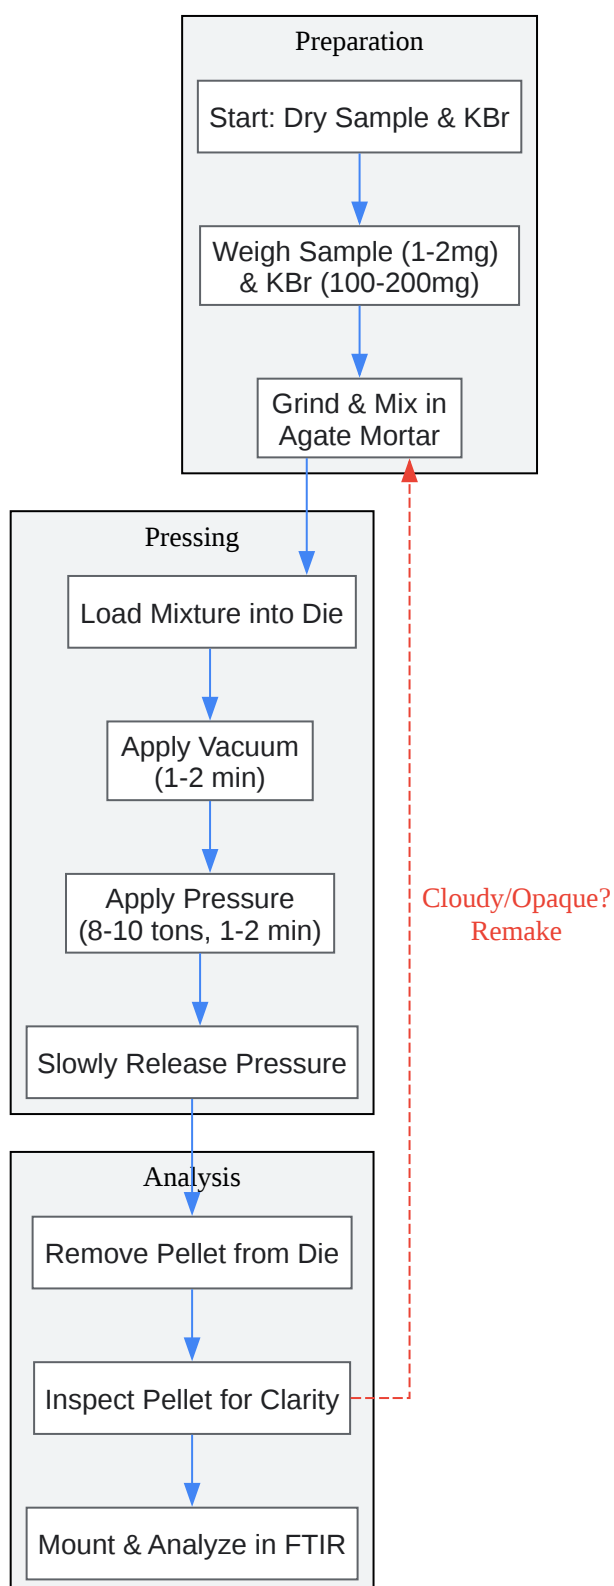 Preparation
Start: Dry Sample & KBr
Weigh Sample (1-2mg)
& KBr (100-200mg)
Grind & Mix in
Agate Mortar
Pressing
Load Mixture into Die
Apply Vacuum
(1-2 min)
Apply Pressure
(8-10 tons, 1-2 min)
Cloudy/Opaque?
Remake
Slowly Release Pressure
Analysis
Remove Pellet from Die
Inspect Pellet for Clarity
Mount & Analyze in FTIR